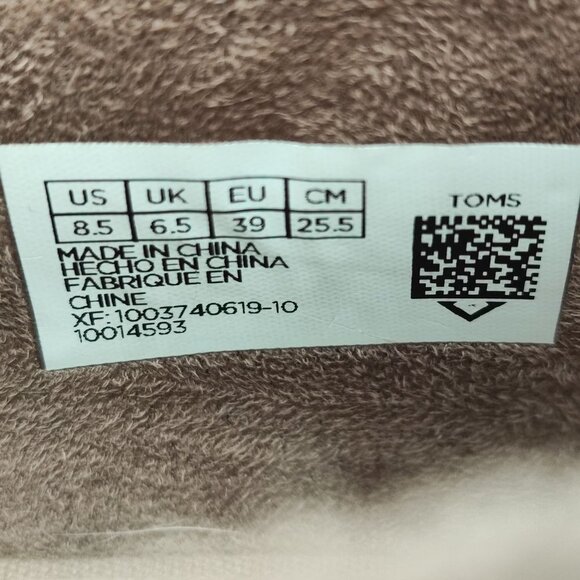 US UK EU CM
8.5 6.5 39 25.5
TOMS
MADE IN CHINA
HECHO EN CHINA
FABRIQUE EN
CHINE
XF: 1003740619-10
10014593